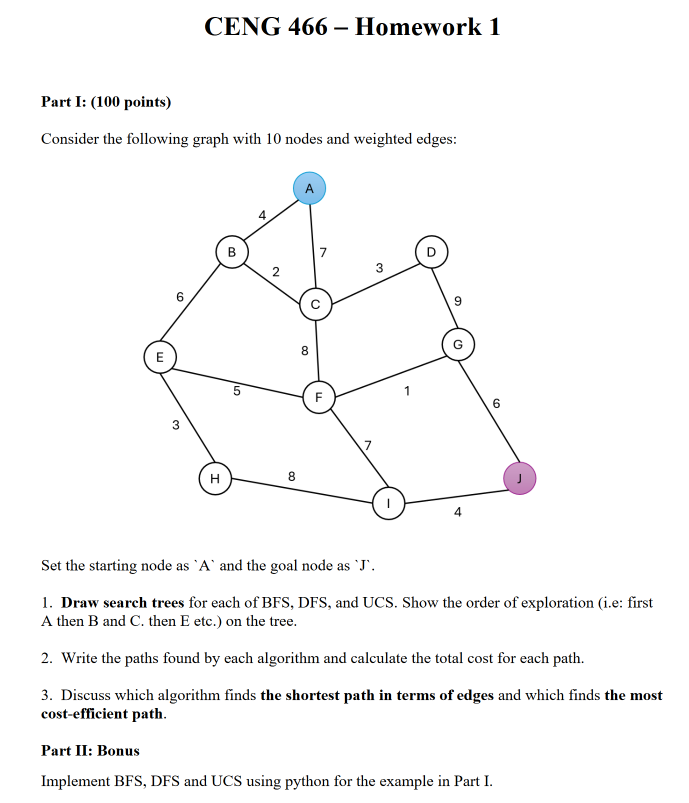 CENG 466 – Homework 1
Part I: (100 points)
Consider the following graph with 10 nodes and weighted edges:
A
4
B
7
D
2
3
6
C
9
8
G
E
5
F
1
6
3
7
H
8
J
I
4
Set the starting node as `A` and the goal node as `J`.
1. Draw search trees for each of BFS, DFS, and UCS. Show the order of exploration (i.e: first
A then B and C. then E etc.) on the tree.
2. Write the paths found by each algorithm and calculate the total cost for each path.
3. Discuss which algorithm finds the shortest path in terms of edges and which finds the most
cost-efficient path.
Part II: Bonus
Implement BFS, DFS and UCS using python for the example in Part I.